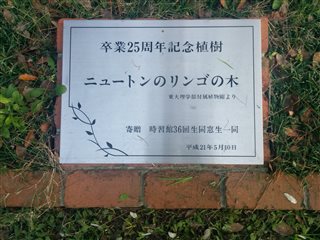 卒業25周年記念植樹
ニュートンのリンゴの木
東大理学部付属植物園より
寄贈 時習館36回生同窓生一同
平成21年5月10日